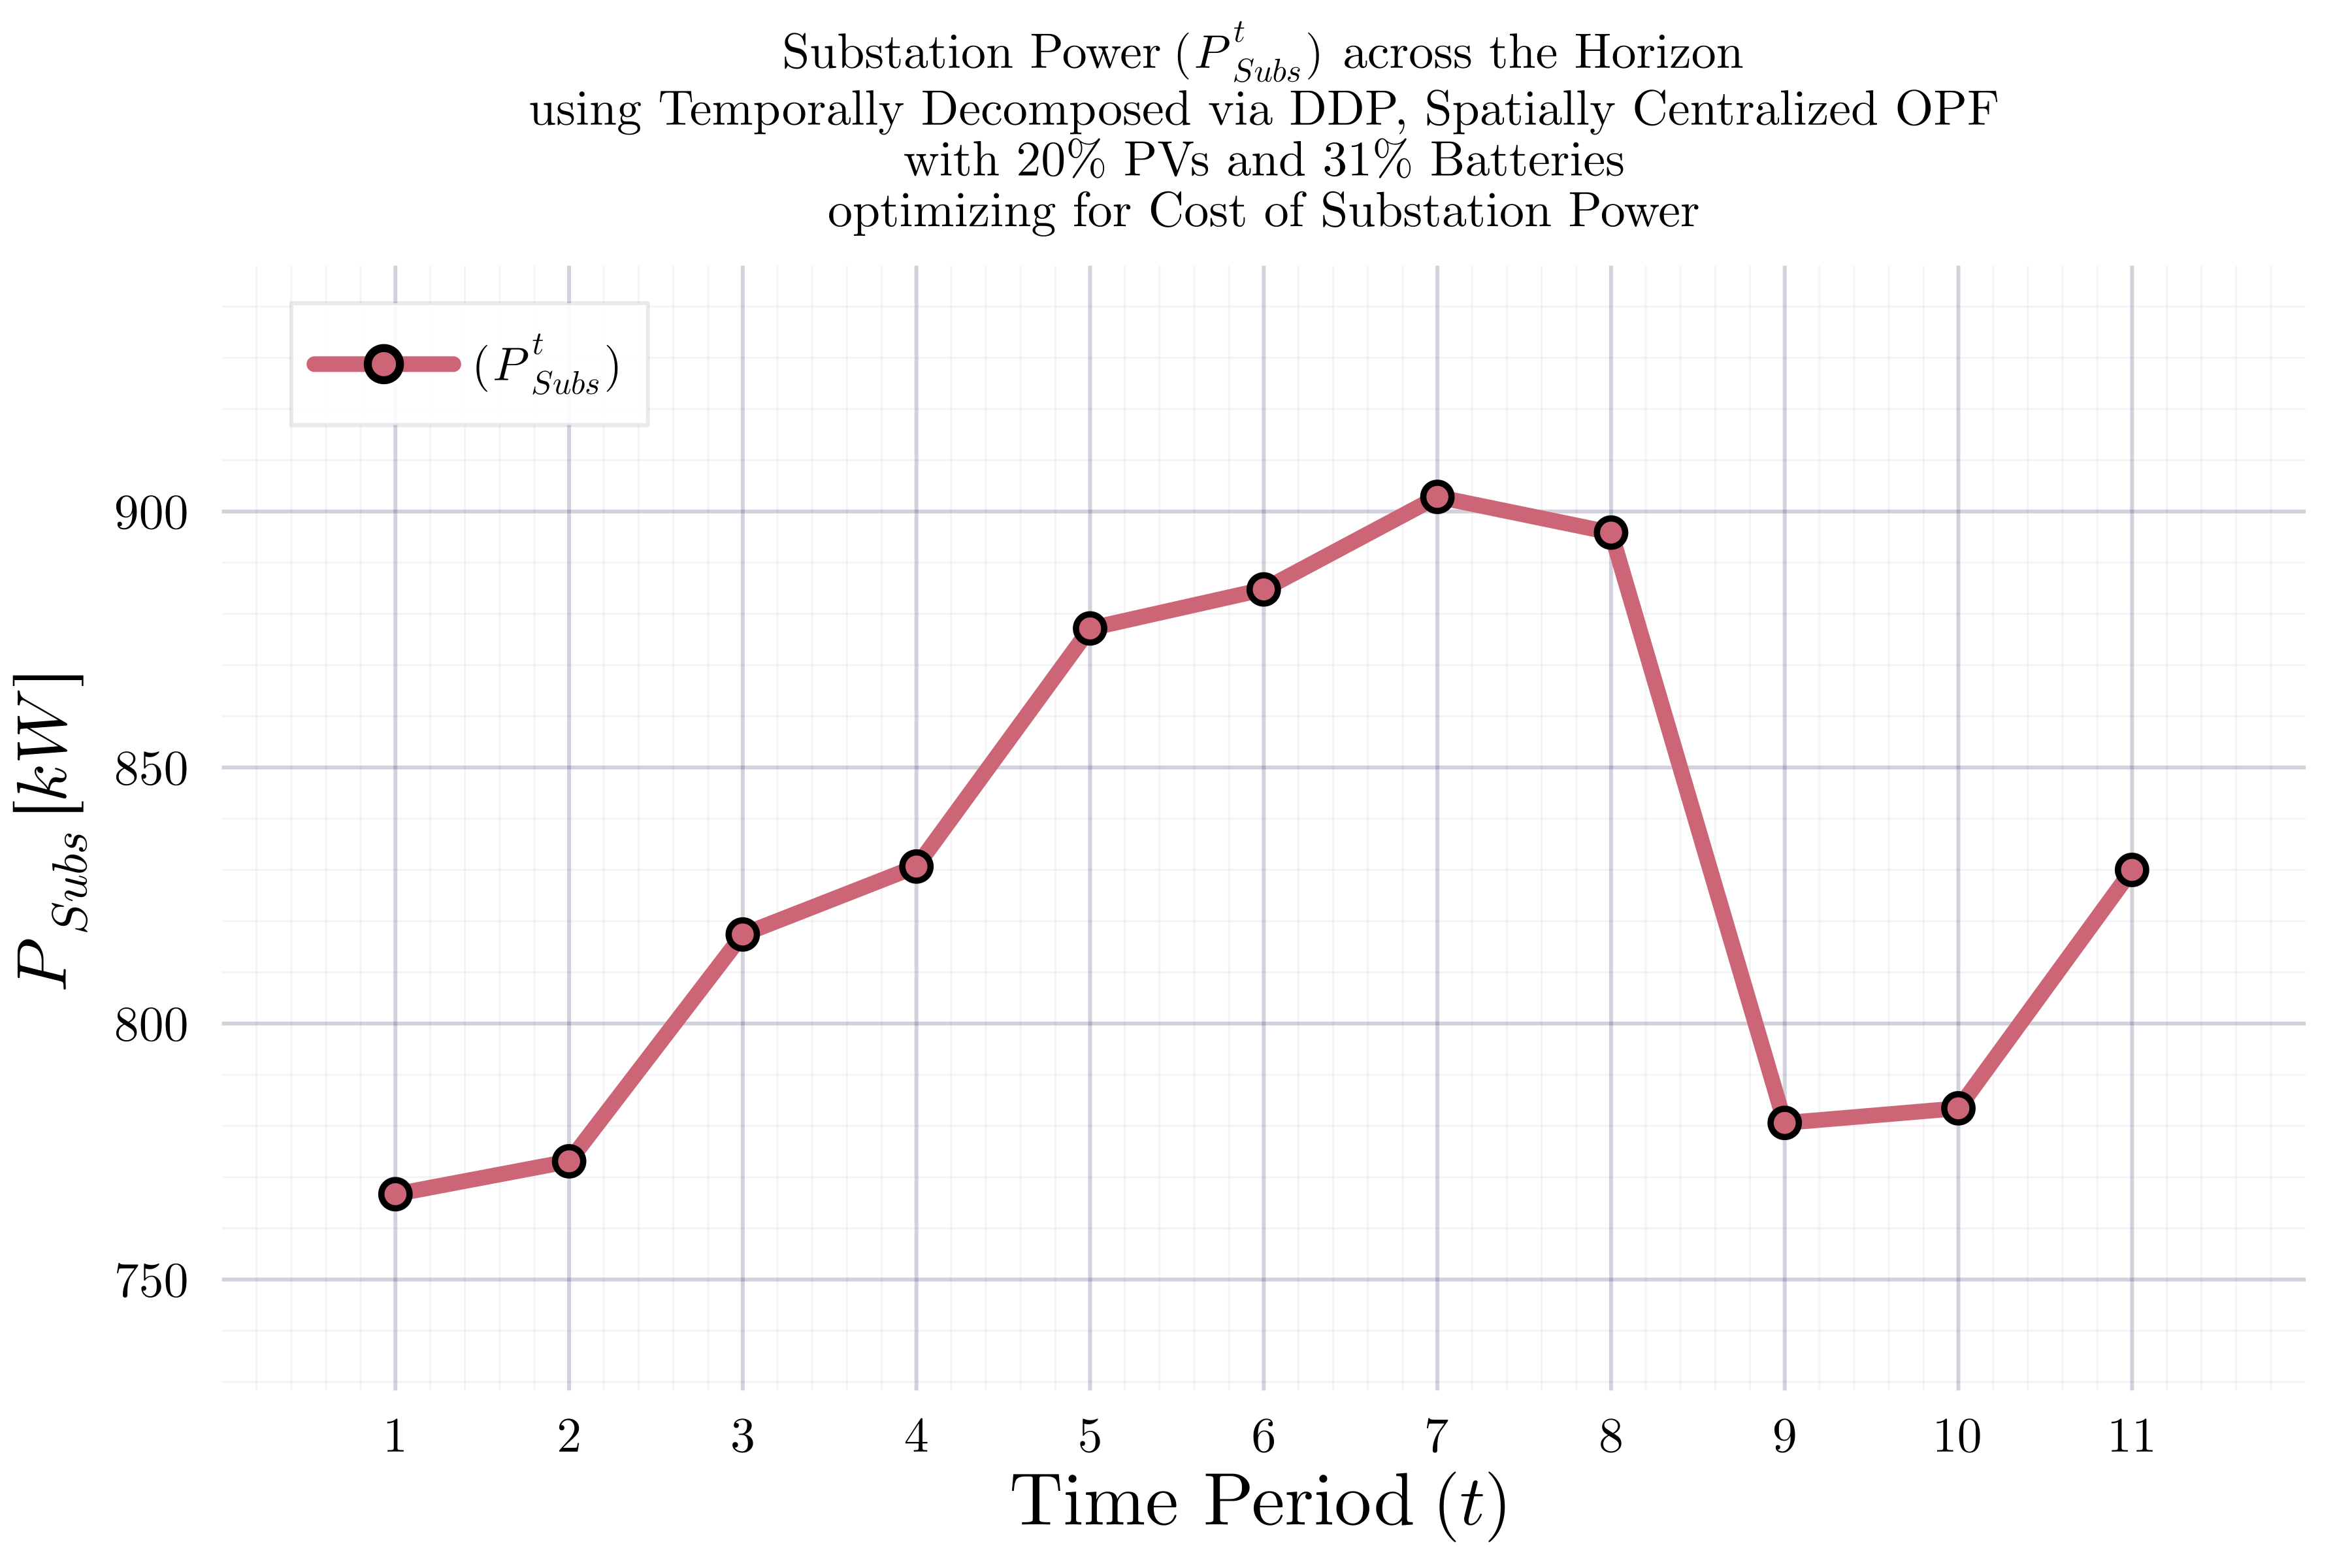 Substation Power (P^t_Subs) across the Horizon
using Temporally Decomposed via DDP, Spatially Centralized OPF
with 20% PVs and 31% Batteries
optimizing for Cost of Substation Power
(P^t_Subs)
P_Subs [kW]
900
850
800
750
1 2 3 4 5 6 7 8 9 10 11
Time Period (t)